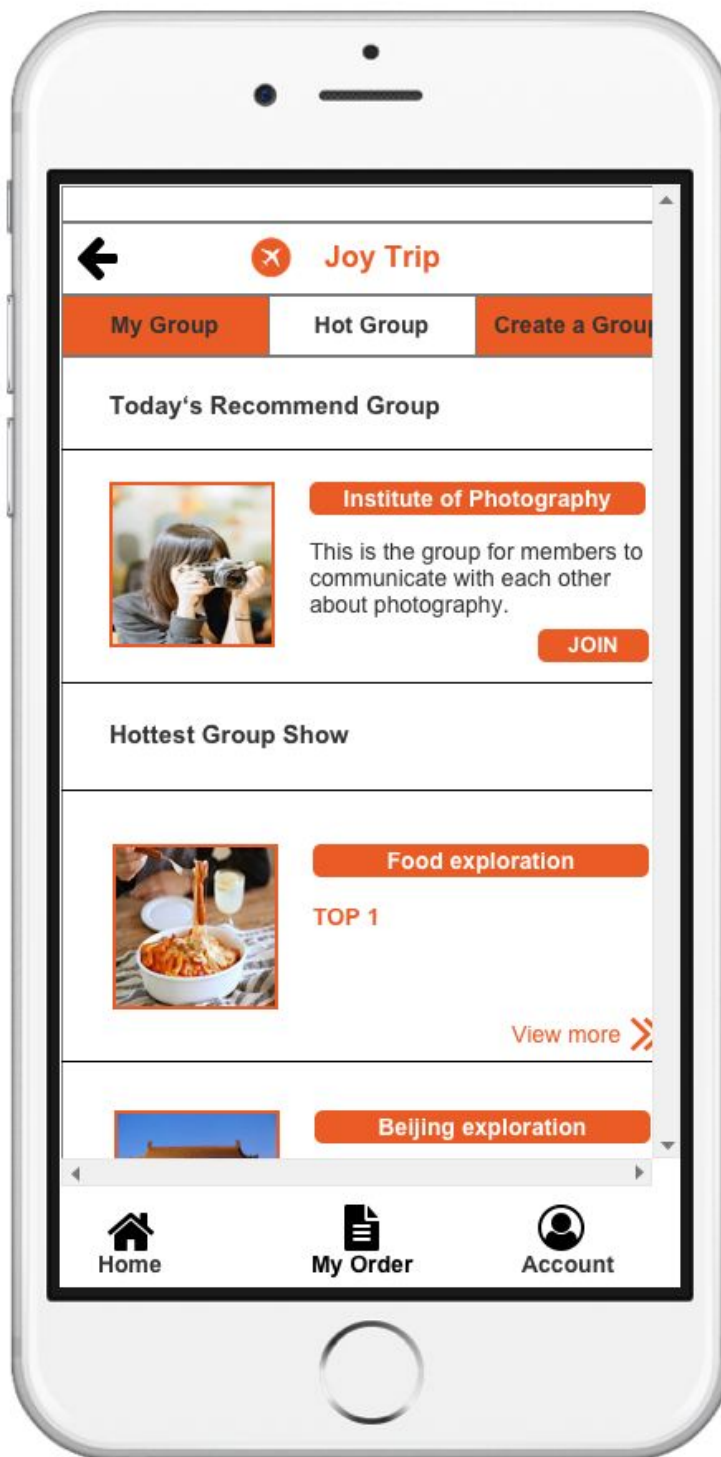 Joy Trip
My Group
Hot Group
Create a Group
Today‘s Recommend Group
Institute of Photography
This is the group for members to
communicate with each other
about photography.
JOIN
Hottest Group Show
Food exploration
TOP 1
View more
Beijing exploration
Home
My Order
Account